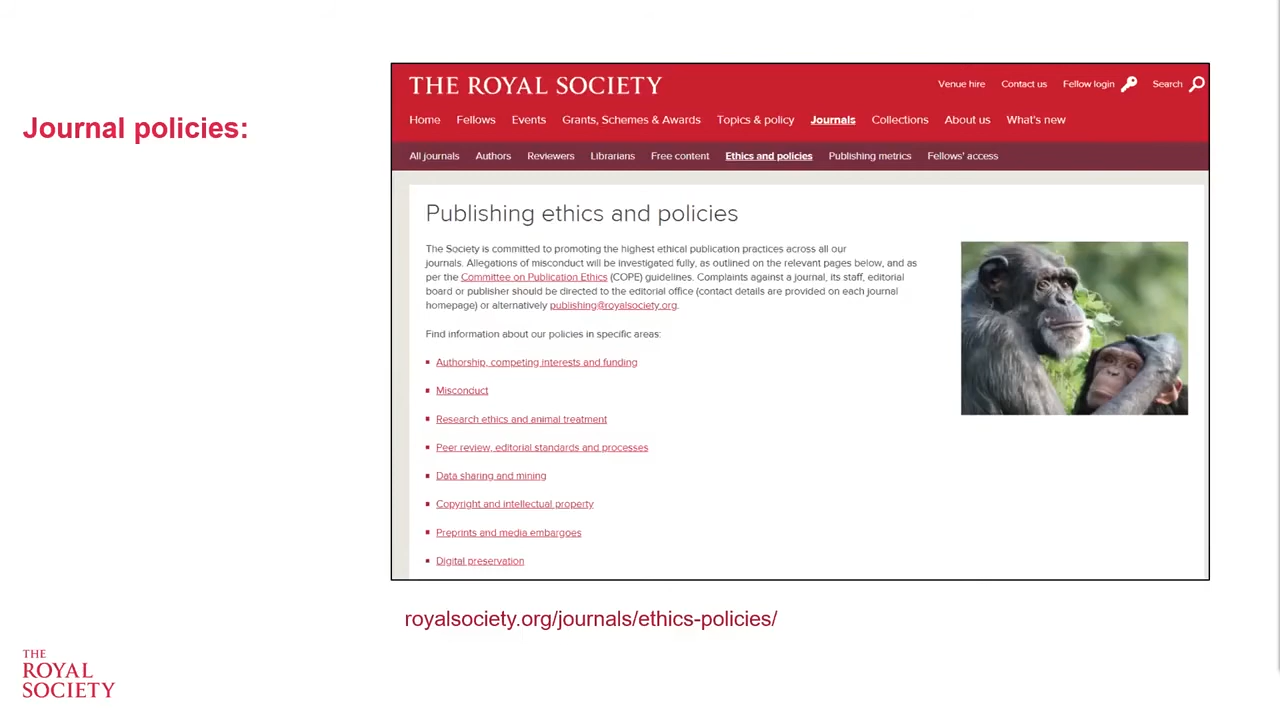 Journal policies:
THE ROYAL SOCIETY
Venue hire Contact us Fellow login Search
Home Fellows Events Grants, Schemes & Awards Topics & policy Journals Collections About us What's new
All journals Authors Reviewers Librarians Free content Ethics and policies Publishing metrics Fellows' access
Publishing ethics and policies
The Society is committed to promoting the highest ethical publication practices across all our
journals. Allegations of misconduct will be investigated fully, as outlined on the relevant pages below, and as
per the Committee on Publication Ethics (COPE) guidelines. Complaints against a journal, its staff, editorial
board or publisher should be directed to the editorial office (contact details are provided on each journal
homepage) or alternatively publishing@royalsociety.org.
Find information about our policies in specific areas:
Authorship, competing interests and funding
Misconduct
Research ethics and animal treatment
Peer review, editorial standards and processes
Data sharing and mining
Copyright and intellectual property
Preprints and media embargoes
Digital preservation
royalsociety.org/journals/ethics-policies/
THE
ROYAL
SOCIETY